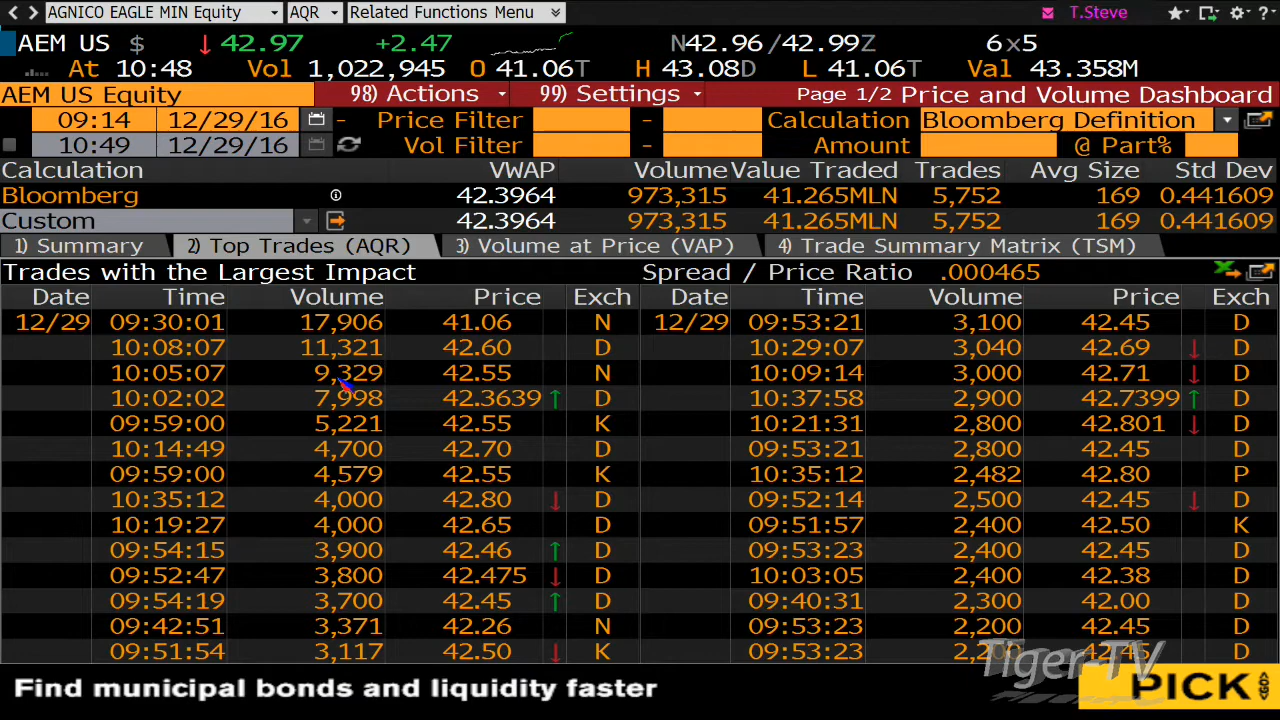 AGNICO EAGLE MIN Equity AQR Related Functions Menu T.Steve
AEM US $ ↓ 42.97 +2.47 N42.96 / 42.99Z 6 x 5
At 10:48 Vol 1,022,945 O 41.06T H 43.08D L 41.06T Val 43.358M
AEM US Equity 98) Actions 99) Settings Page 1/2 Price and Volume Dashboard
09:14 12/29/16 - Price Filter - Calculation Bloomberg Definition
10:49 12/29/16 Vol Filter - Amount @ Part%
Calculation VWAP Volume Value Traded Trades Avg Size Std Dev
Bloomberg 42.3964 973,315 41.265MLN 5,752 169 0.441609
Custom 42.3964 973,315 41.265MLN 5,752 169 0.441609
1) Summary 2) Top Trades (AQR) 3) Volume at Price (VAP) 4) Trade Summary Matrix (TSM)
Trades with the Largest Impact Spread / Price Ratio .000465
Date Time Volume Price Exch Date Time Volume Price Exch
12/29 09:30:01 17,906 41.06 N 12/29 09:53:21 3,100 42.45 D
10:08:07 11,321 42.60 D 10:29:07 3,040 42.69 ↓ D
10:05:07 9,329 42.55 N 10:09:14 3,000 42.71 ↓ D
10:02:02 7,998 42.3639 ↑ D 10:37:58 2,900 42.7399 ↑ D
09:59:00 5,221 42.55 K 10:21:31 2,800 42.801 ↓ D
10:14:49 4,700 42.70 D 09:53:21 2,800 42.45 D
09:59:00 4,579 42.55 K 10:35:12 2,482 42.80 P
10:35:12 4,000 42.80 ↓ D 09:52:14 2,500 42.45 ↓ D
10:19:27 4,000 42.65 D 09:51:57 2,400 42.50 K
09:54:15 3,900 42.46 ↑ D 09:53:23 2,400 42.45 D
09:52:47 3,800 42.475 ↓ D 10:03:05 2,400 42.38 D
09:54:19 3,700 42.45 ↑ D 09:40:31 2,300 42.00 D
09:42:51 3,371 42.26 N 09:53:23 2,200 42.45 D
09:51:54 3,117 42.50 ↓ K 09:53:23 2,200 42.45 D
Tiger-TV
Find municipal bonds and liquidity faster PICK